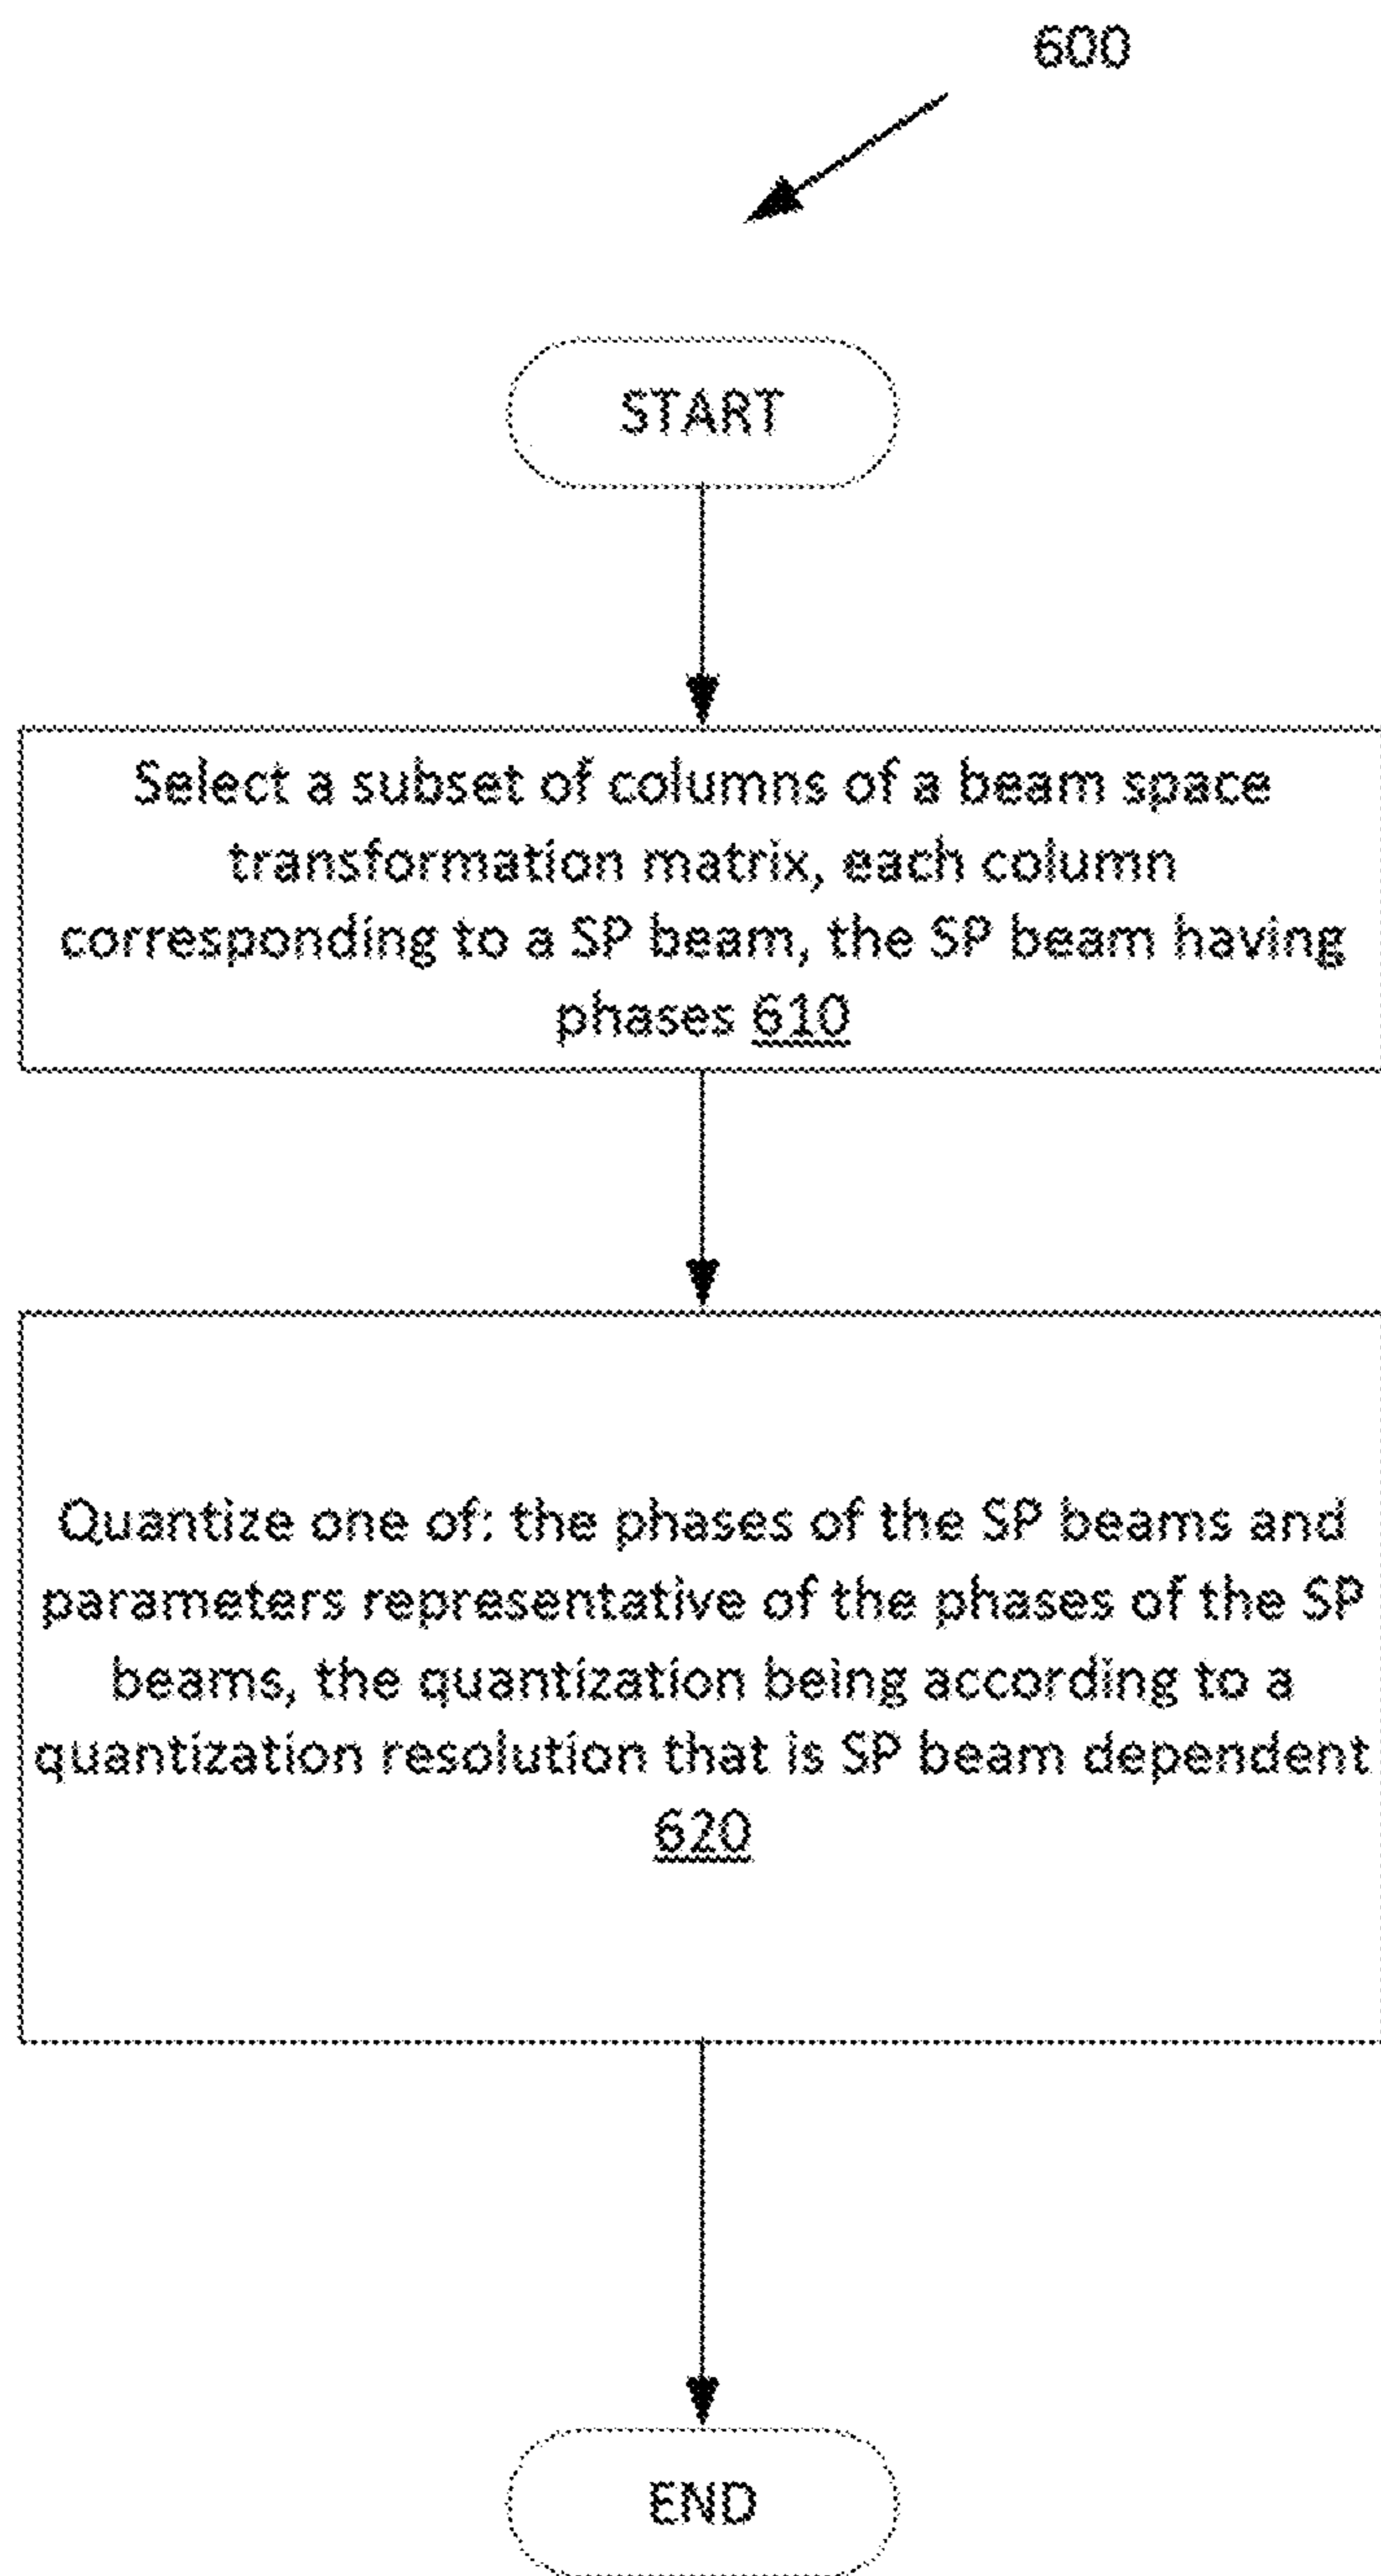 600
START
Select a subset of columns of a beam space
transformation matrix, each column
corresponding to a SP beam, the SP beam having
phases 610
Quantize one of: the phases of the SP beams and
parameters representative of the phases of the SP
beams, the quantization being according to a
quantization resolution that is SP beam dependent
620
END